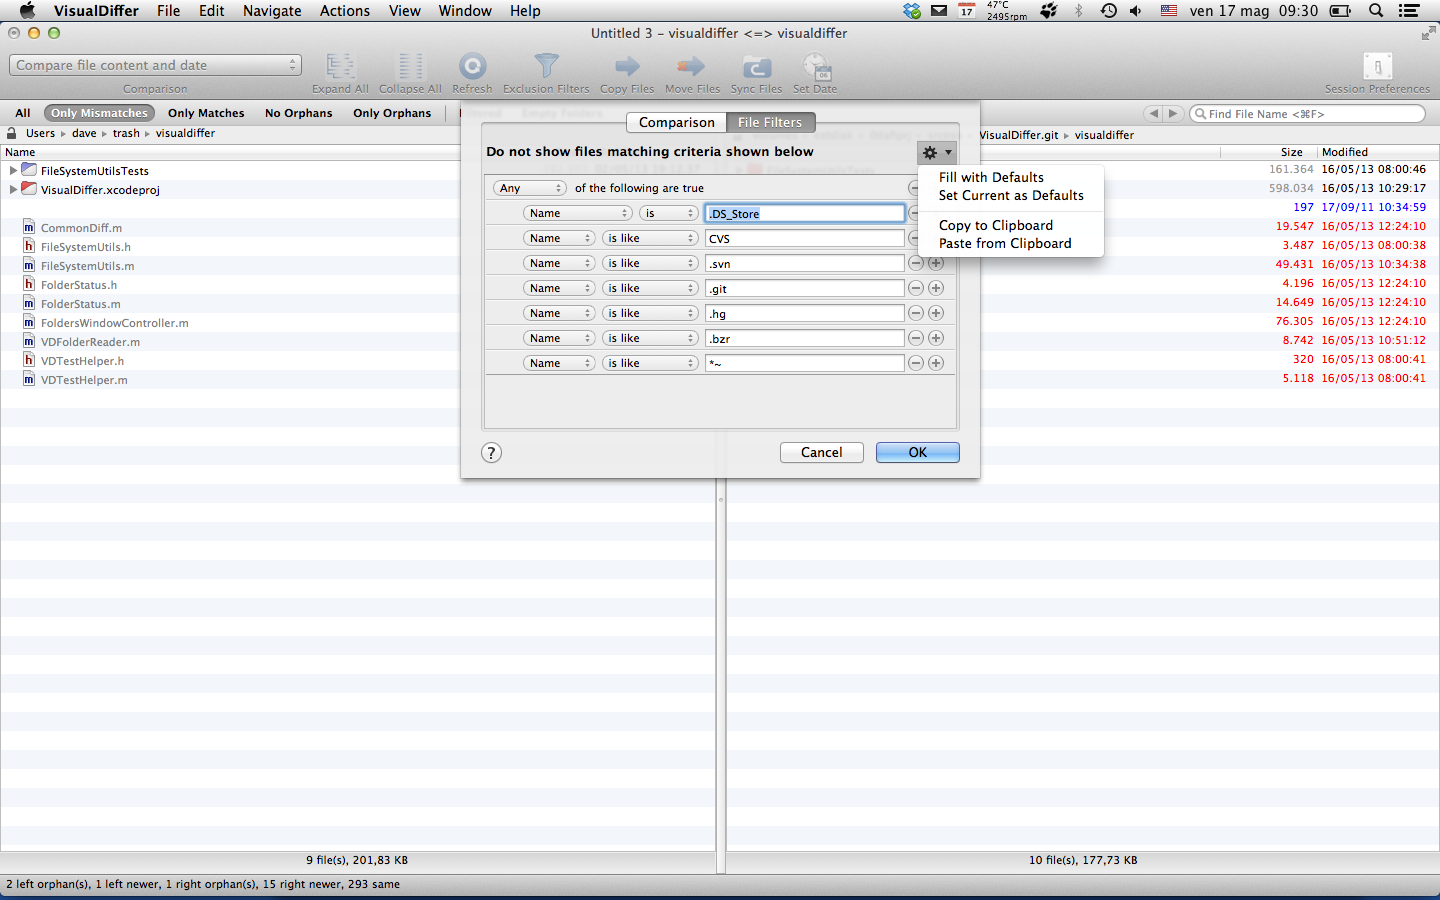 VisualDiffer File Edit Navigate Actions View Window Help 17 47°C 2495rpm ven 17 mag 09:30
Untitled 3 - visualdiffer <=> visualdiffer
Compare file content and date
Comparison Expand All Collapse All Refresh Exclusion Filters Copy Files Move Files Sync Files Set Date Session Preferences
All Only Mismatches Only Matches No Orphans Only Orphans Find File Name <⌘F>
Comparison File Filters
Users ▸ dave ▸ trash ▸ visualdiffer VisualDiffer.git ▸ visualdiffer
Name Size Modified
Do not show files matching criteria shown below
Fill with Defaults
Set Current as Defaults
Copy to Clipboard
Paste from Clipboard
Any of the following are true
Name is .DS_Store
Name is like CVS
Name is like .svn
Name is like .git
Name is like .hg
Name is like .bzr
Name is like *~
? Cancel OK
FileSystemUtilsTests
VisualDiffer.xcodeproj
CommonDiff.m
FileSystemUtils.h
FileSystemUtils.m
FolderStatus.h
FolderStatus.m
FoldersWindowController.m
VDFolderReader.m
VDTestHelper.h
VDTestHelper.m
161.364 16/05/13 08:00:46
598.034 16/05/13 10:29:17
197 17/09/11 10:34:59
19.547 16/05/13 12:24:10
3.487 16/05/13 08:00:38
49.431 16/05/13 10:34:38
4.196 16/05/13 12:24:10
14.649 16/05/13 12:24:10
76.305 16/05/13 12:24:10
8.742 16/05/13 10:51:12
320 16/05/13 08:00:41
5.118 16/05/13 08:00:41
9 file(s), 201,83 KB 10 file(s), 177,73 KB
2 left orphan(s), 1 left newer, 1 right orphan(s), 15 right newer, 293 same